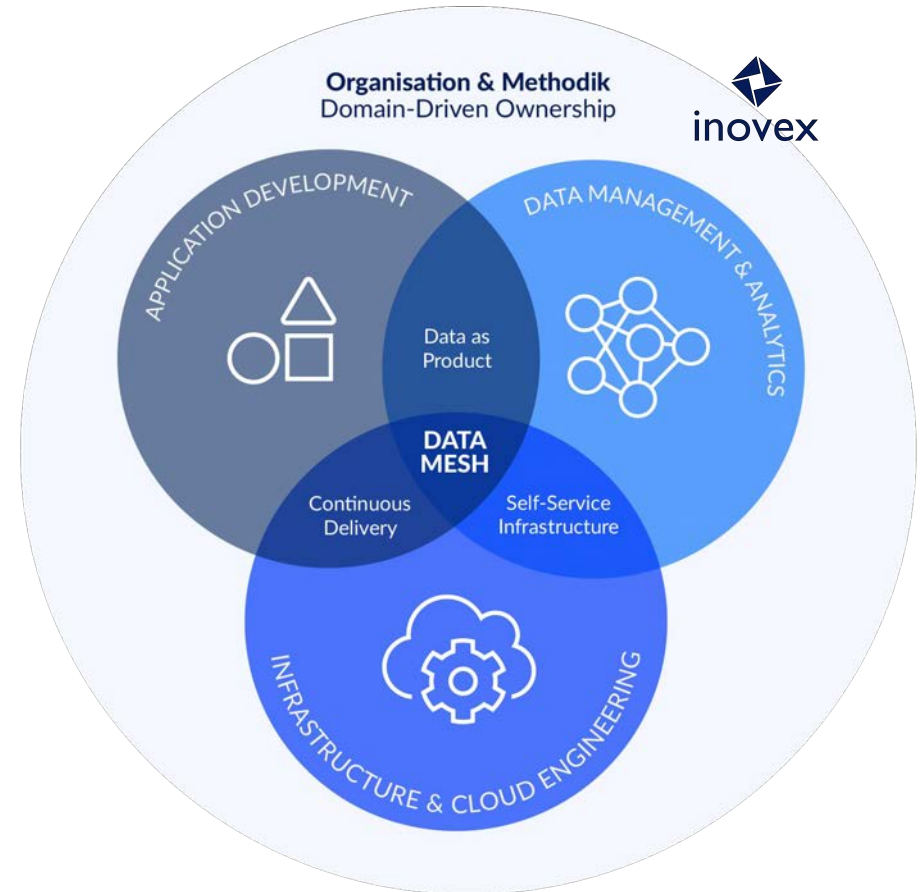 Organisation & Methodik
Domain-Driven Ownership
inovex
APPLICATION DEVELOPMENT
DATA MANAGEMENT & ANALYTICS
Data as
Product
DATA
MESH
Continuous
Delivery
Self-Service
Infrastructure
INFRASTRUCTURE & CLOUD ENGINEERING